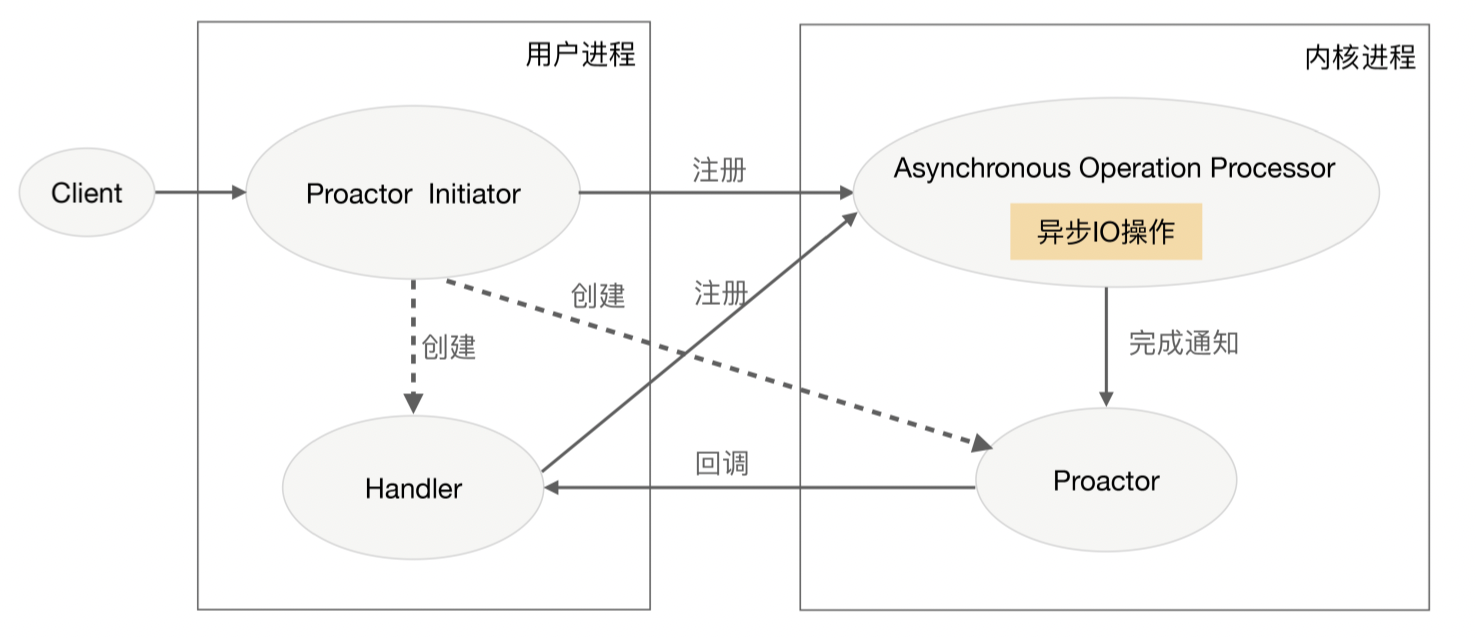 用户进程
内核进程
Client
Proactor Initiator
注册
Asynchronous Operation Processor
异步IO操作
创建
注册
创建
完成通知
Handler
回调
Proactor